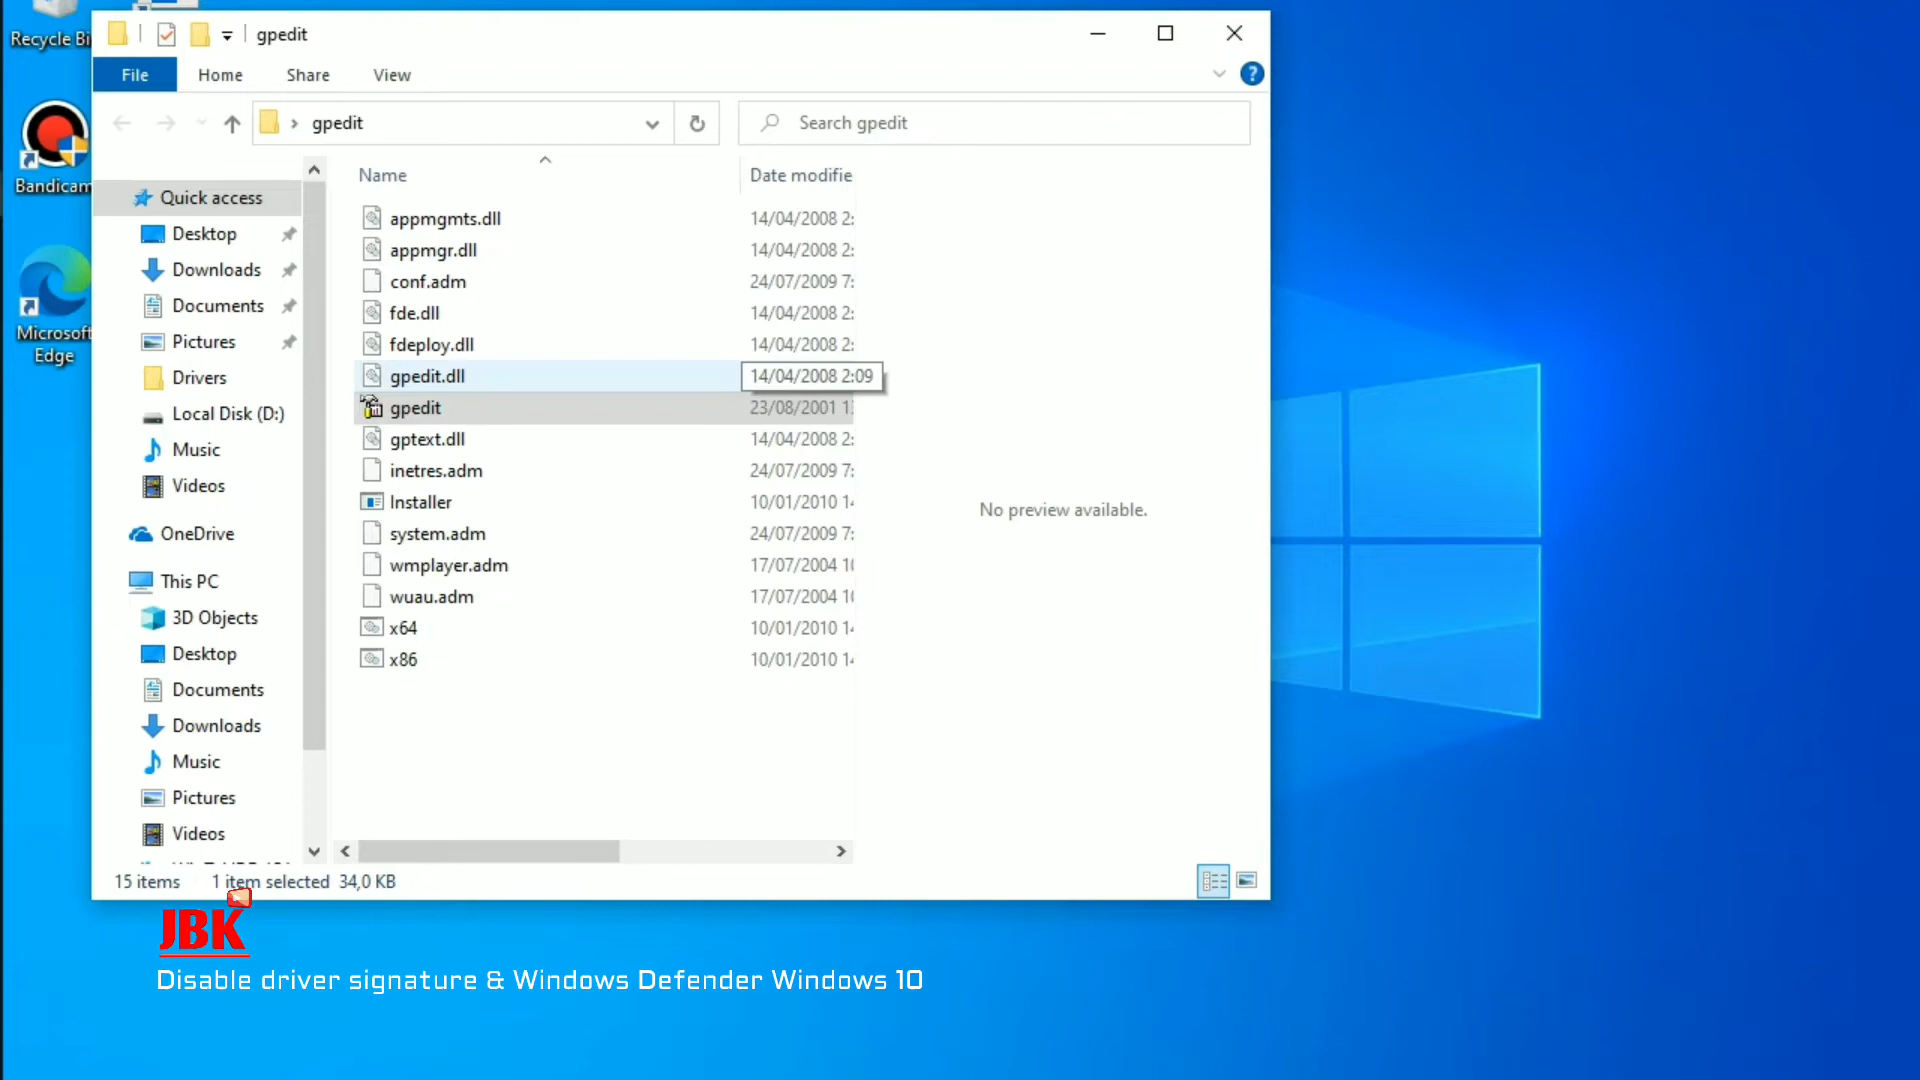 Recycle Bi
gpedit
File
Home
Share
View
?
gpedit
Search gpedit
Bandicam
Microsoft
Edge
Quick access
Desktop
Downloads
Documents
Pictures
Drivers
Local Disk (D:)
Music
Videos
OneDrive
This PC
3D Objects
Desktop
Documents
Downloads
Music
Pictures
Videos
Name
Date modifie
appmgmts.dll
14/04/2008 2:
appmgr.dll
14/04/2008 2:
conf.adm
24/07/2009 7:
fde.dll
14/04/2008 2:
fdeploy.dll
14/04/2008 2:
gpedit.dll
14/04/2008 2:09
gpedit
23/08/2001 1
gptext.dll
14/04/2008 2:
inetres.adm
24/07/2009 7:
Installer
10/01/2010 14
system.adm
24/07/2009 7:
wmplayer.adm
17/07/2004 10
wuau.adm
17/07/2004 10
x64
10/01/2010 14
x86
10/01/2010 14
No preview available.
15 items
1 item selected 34,0 KB
JBK
Disable driver signature & Windows Defender Windows 10